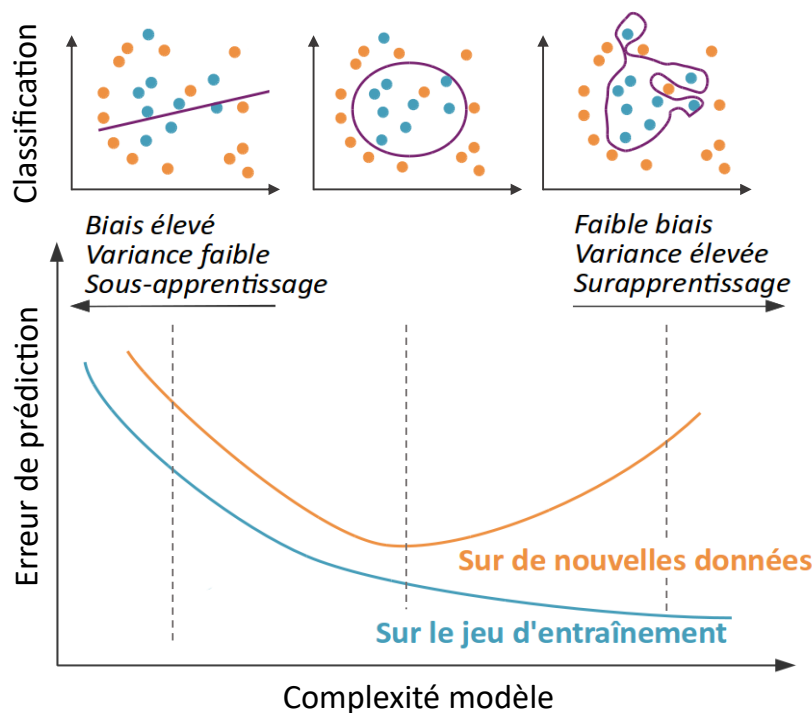 Classification
Biais élevé
Variance faible
Sous-apprentissage
Faible biais
Variance élevée
Surapprentissage
Erreur de prédiction
Sur de nouvelles données
Sur le jeu d'entraînement
Complexité modèle